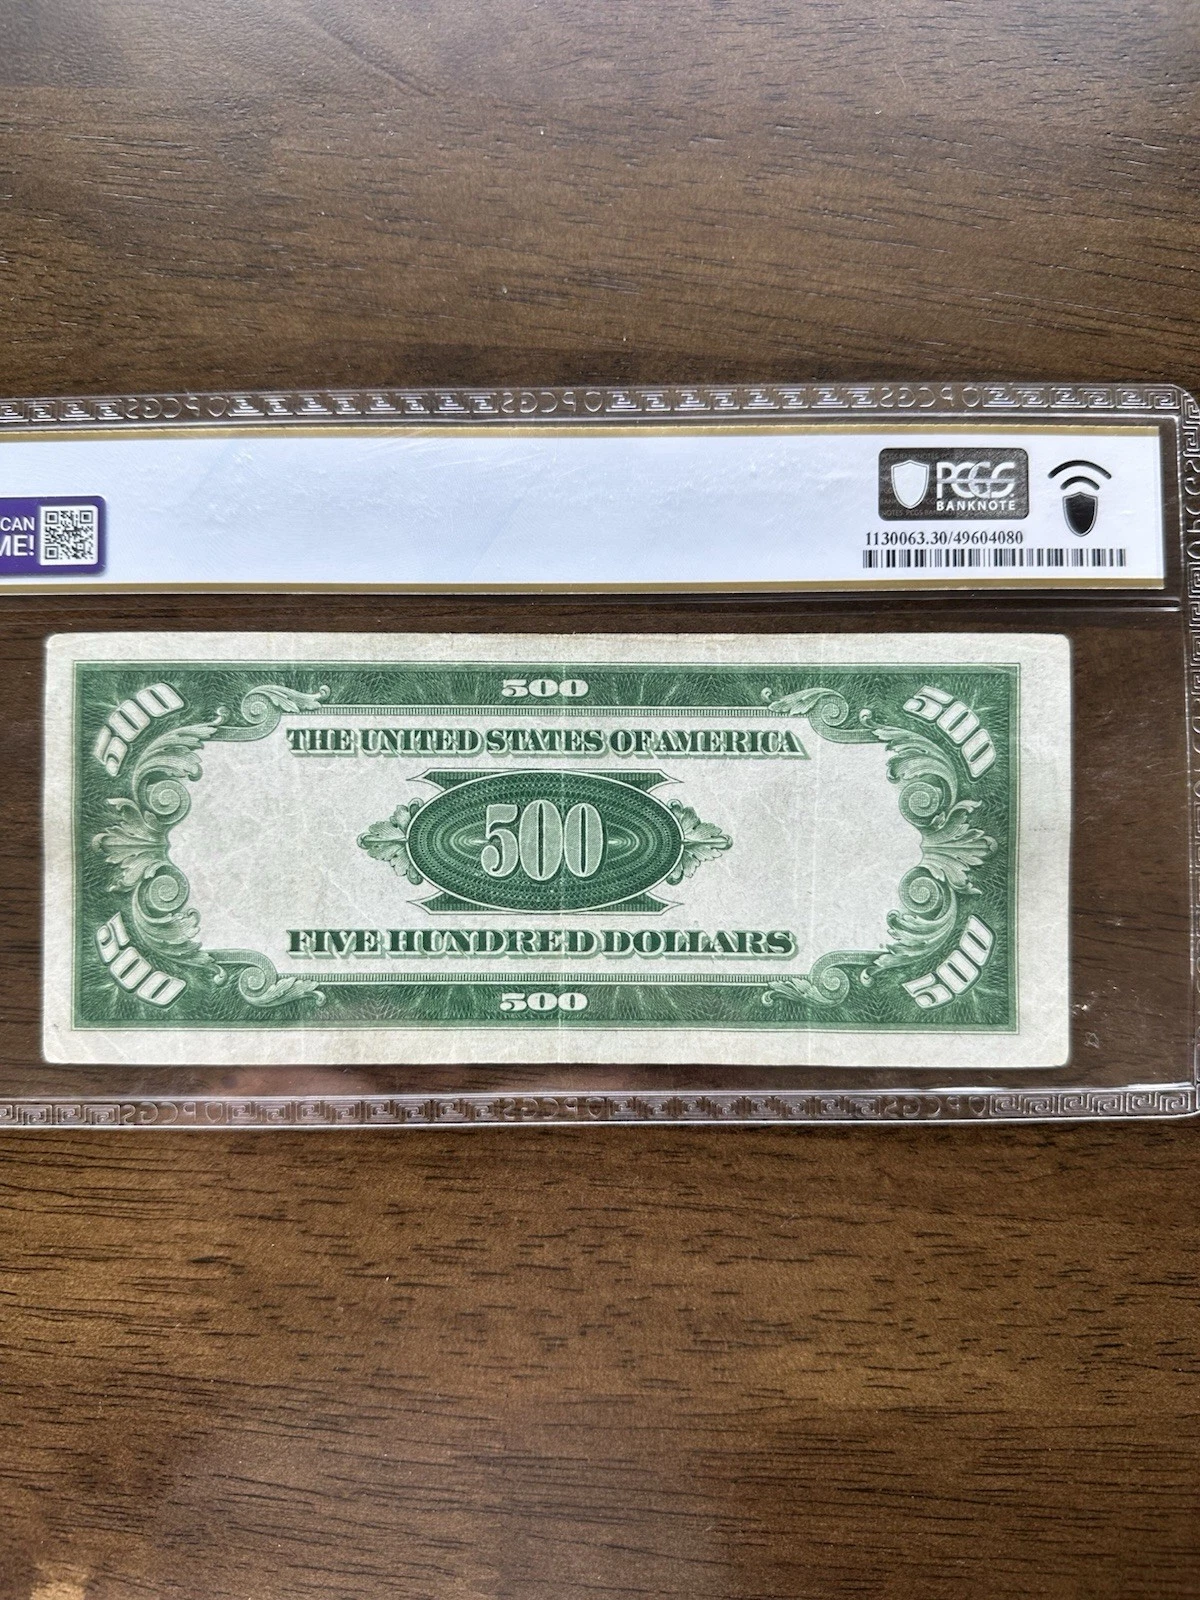 CAN
ME!
PCGS
BANKNOTE
1130063.30/49604080
500
500 500
THE UNITED STATES OF AMERICA
500
FIVE HUNDRED DOLLARS
500 500
500